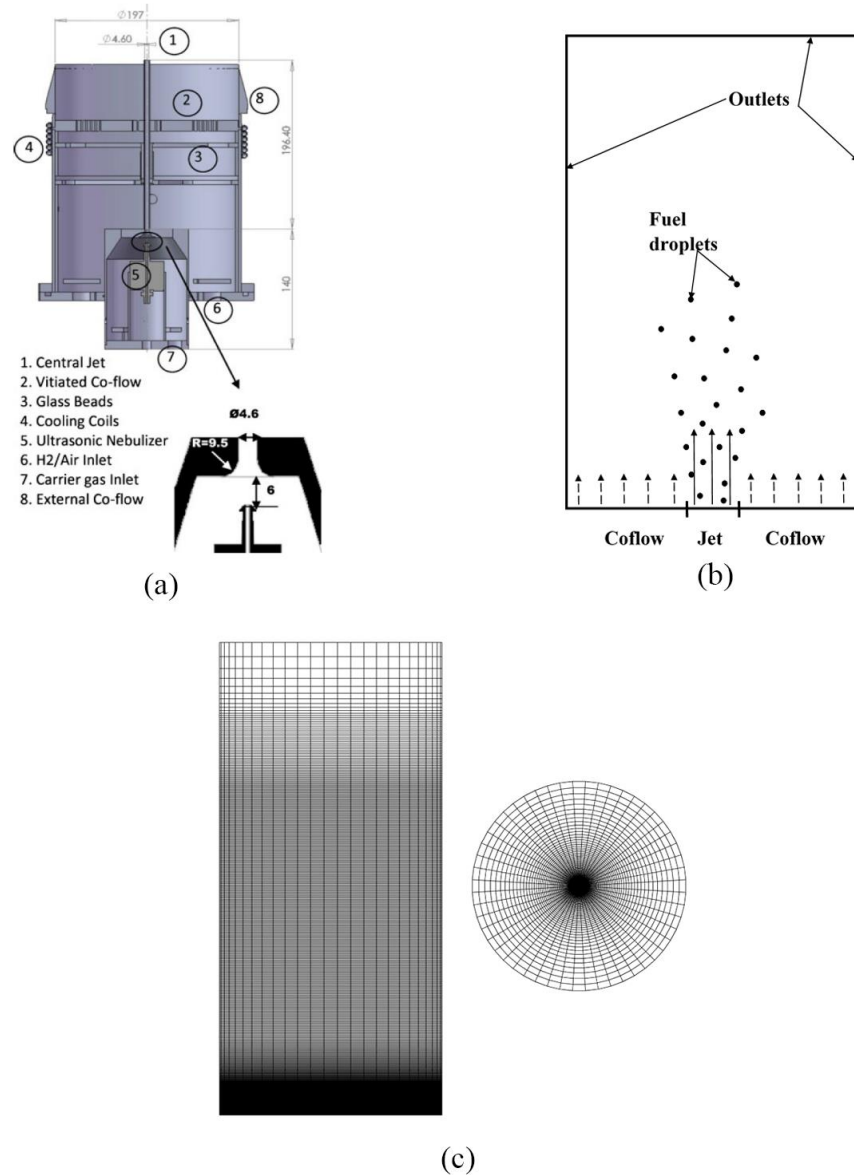 Ø197
Ø4.60
1
2
8
4
3
196.40
5
140
6
7
1. Central Jet
2. Vitiated Co-flow
3. Glass Beads
4. Cooling Coils
5. Ultrasonic Nebulizer
6. H2/Air Inlet
7. Carrier gas Inlet
8. External Co-flow
Ø4.6
R=9.5
6
(a)
Outlets
Fuel
droplets
Coflow Jet Coflow
(b)
(c)